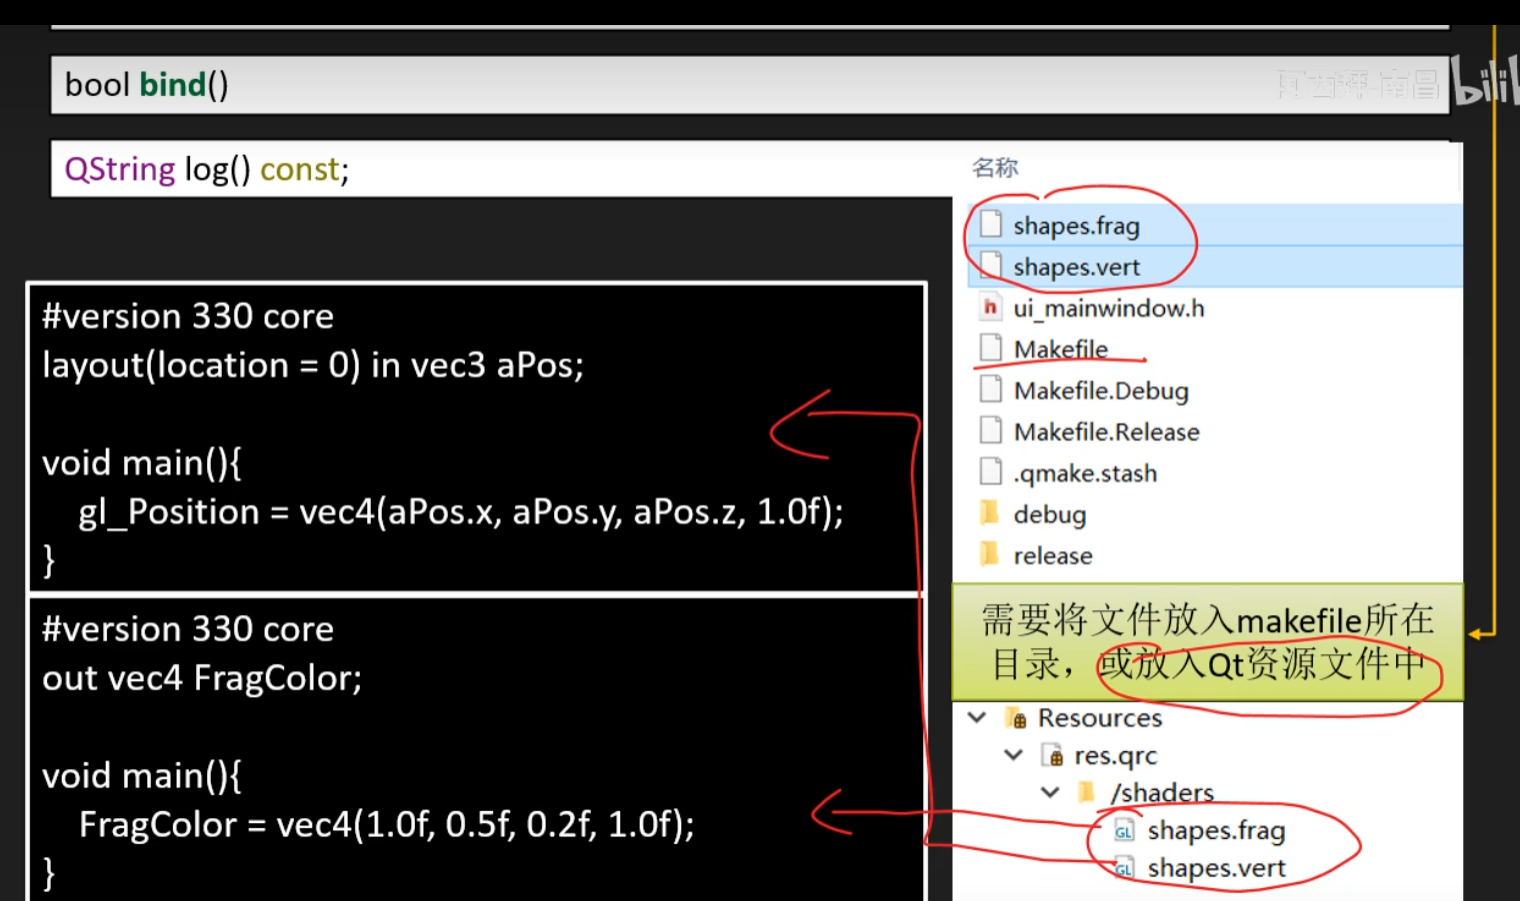 bool bind()
QString log() const;
名称
shapes.frag
shapes.vert
ui_mainwindow.h
Makefile
Makefile.Debug
Makefile.Release
.qmake.stash
debug
release
#version 330 core
layout(location = 0) in vec3 aPos;
void main(){
gl_Position = vec4(aPos.x, aPos.y, aPos.z, 1.0f);
}
#version 330 core
out vec4 FragColor;
void main(){
FragColor = vec4(1.0f, 0.5f, 0.2f, 1.0f);
}
需要将文件放入makefile所在
目录，或放入Qt资源文件中
Resources
res.qrc
/shaders
shapes.frag
shapes.vert